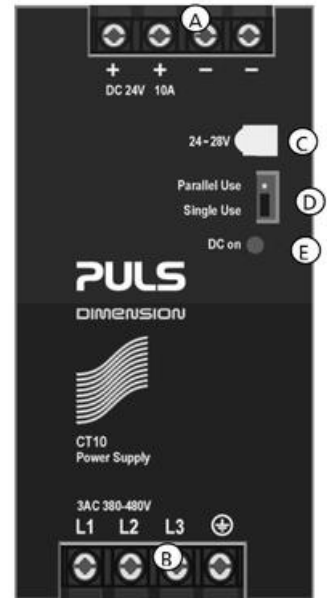 A
+ + − −
DC 24V 10A
24-28V C
Parallel Use
Single Use
D
DC on E
PULS
DIMENSION
CT10
Power Supply
3AC 380-480V
L1 L2 L3
B